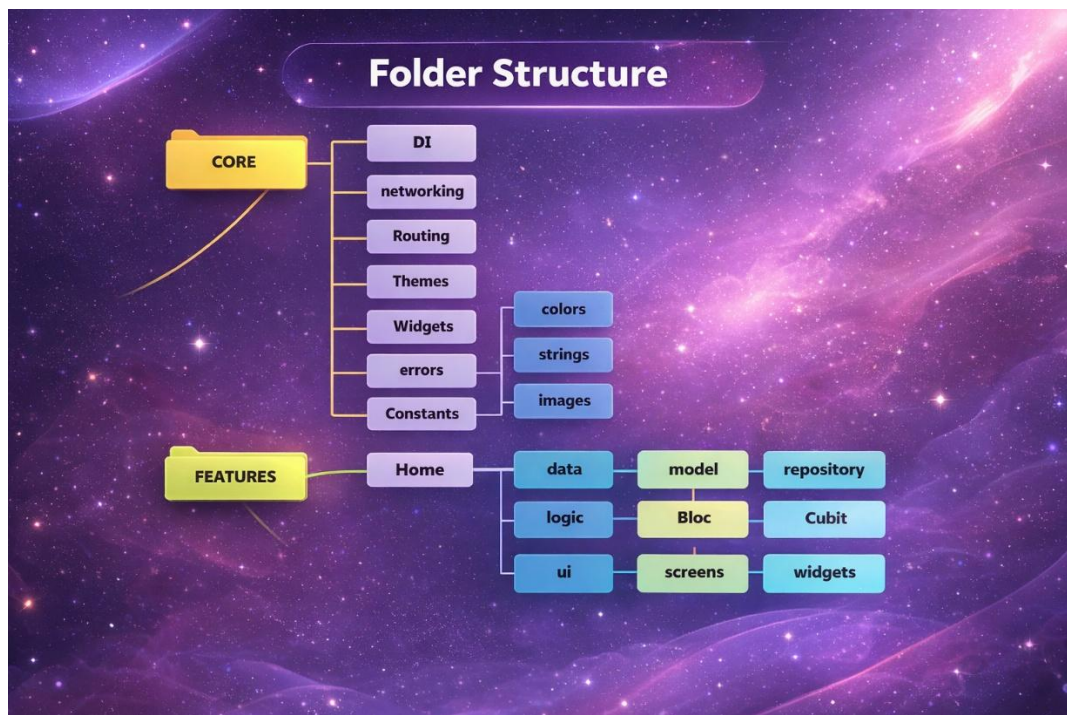 Folder Structure
CORE
DI
networking
Routing
Themes
Widgets
errors
Constants
colors
strings
images
FEATURES
Home
data
model
repository
logic
Bloc
Cubit
ui
screens
widgets